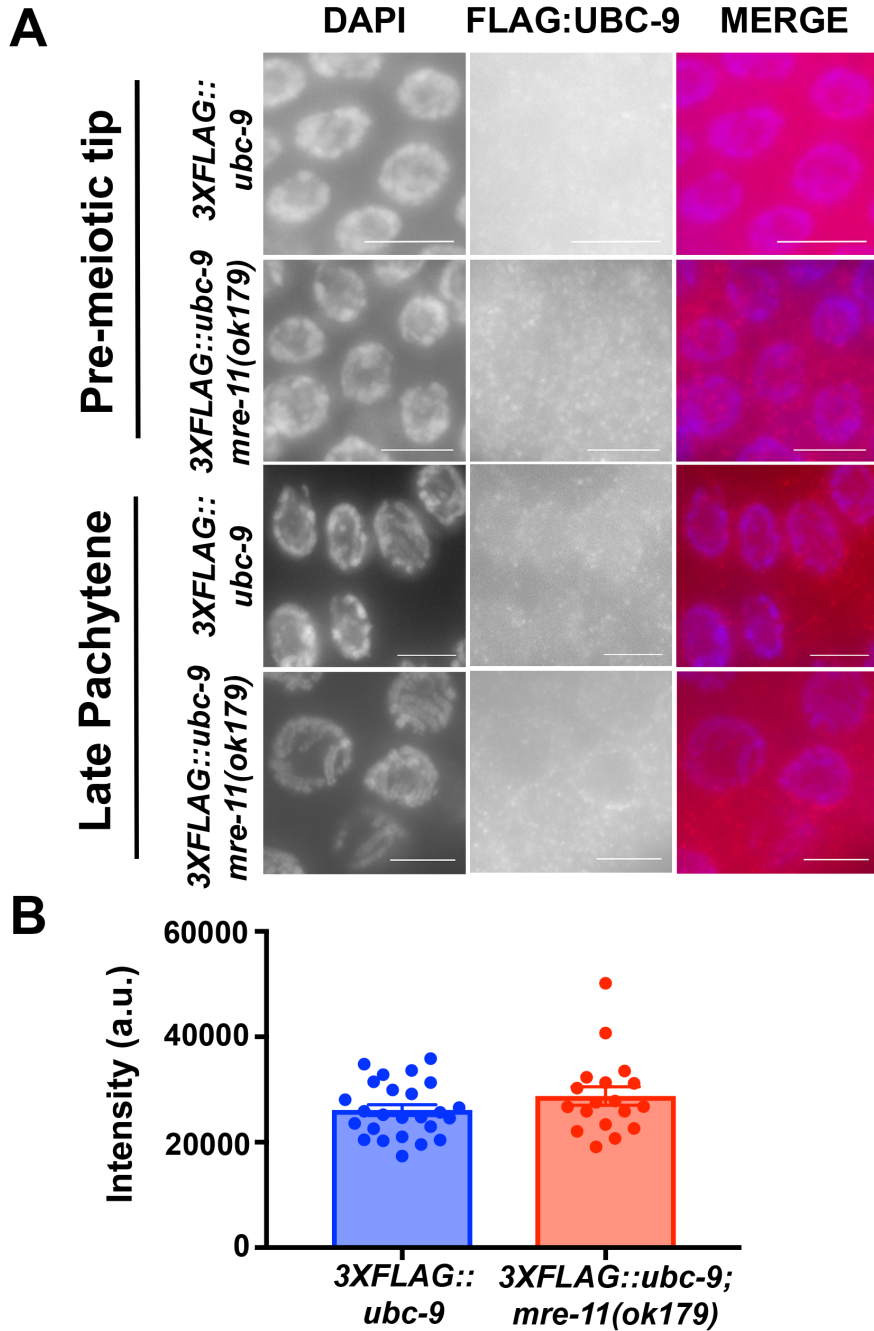 A
DAPI FLAG:UBC-9 MERGE
Pre-meiotic tip
3XFLAG::
ubc-9
3XFLAG::ubc-9
mre-11(ok179)
Late Pachytene
3XFLAG::
ubc-9
3XFLAG::ubc-9
mre-11(ok179)
B
Intensity (a.u.)
60000
40000
20000
0
3XFLAG::
ubc-9
3XFLAG::ubc-9;
mre-11(ok179)